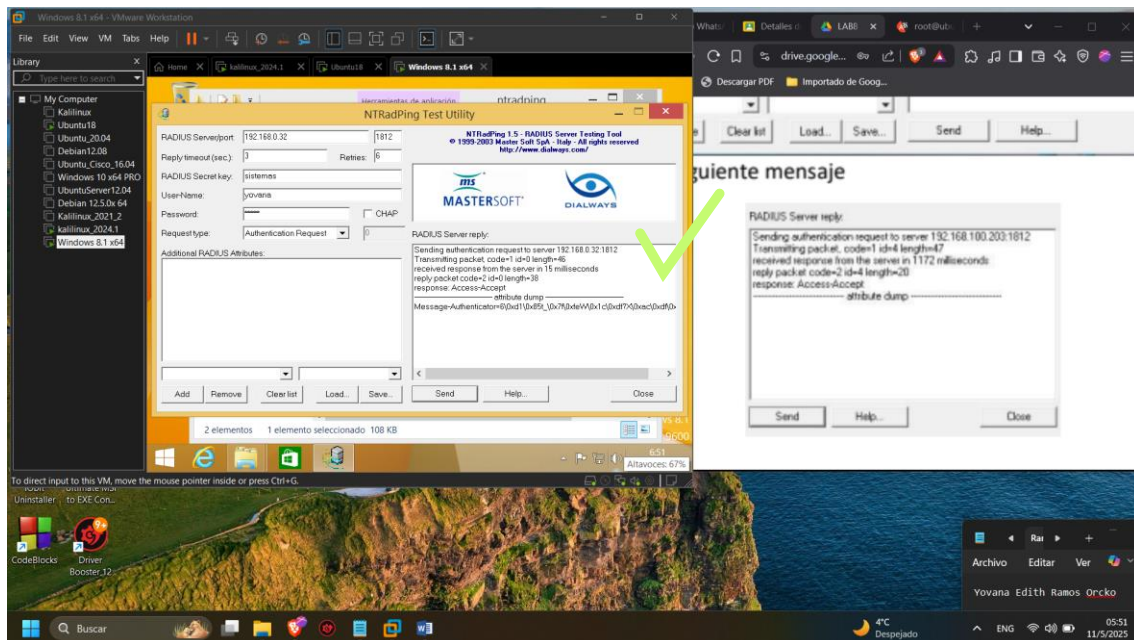 Windows 8.1 x64 - VMware Workstation
File Edit View VM Tabs Help
Library
Type here to search
My Computer
Kalilinux
Ubuntu18
Ubuntu_20.04
Debian12.08
Ubuntu_Cisco_16.04
Windows 10 x64 PRO
UbuntuServer12.04
Debian 12.5.0x 64
Kalilinux_2021_2
kalilinux_2024.1
Windows 8.1 x64
Home kalilinux_2024.1 Ubuntu18 Windows 8.1 x64
Herramientas de aplicación ntradping
NTRadPing Test Utility
RADIUS Server/port: 192.168.0.32 1812
Reply timeout (sec.): 3 Retries: 6
RADIUS Secret key: sistemas
User-Name: yovana
Password: CHAP
Request type: Authentication Request 0
Additional RADIUS Attributes:
NTRadPing 1.5 - RADIUS Server Testing Tool
© 1999-2003 Master Soft SpA - Italy - All rights reserved
http://www.dialways.com/
ms
MASTERSOFT
DIALWAYS
RADIUS Server reply:
Sending authentication request to server 192.168.0.32:1812
Transmitting packet, code=1 id=0 length=46
received response from the server in 15 milliseconds
reply packet code=2 id=0 length=38
response: Access-Accept
attribute dump
Add Remove Clear list Load... Save... Send Help... Close
2 elementos 1 elemento seleccionado 108 KB
9600
6:51
Altavoces: 67%
To direct input to this VM, move the mouse pointer inside or press Ctrl+G.
Detalles d
LAB8
root@ub
drive.google...
Descargar PDF Importado de Goog...
Clear list Load... Save... Send Help...
guiente mensaje
RADIUS Server reply:
Sending authentication request to server 192.168.100.203:1812
Transmitting packet, code=1 id=4 length=47
received response from the server in 1172 milliseconds
reply packet code=2 id=4 length=20
response: Access-Accept
attribute dump
Send Help... Close
Uninstaller to EXE Con...
CodeBlocks
Driver
Booster_12
Archivo Editar Ver
Yovana Edith Ramos Orcko
Buscar
4°C
Despejado
ENG
05:51
11/5/2025